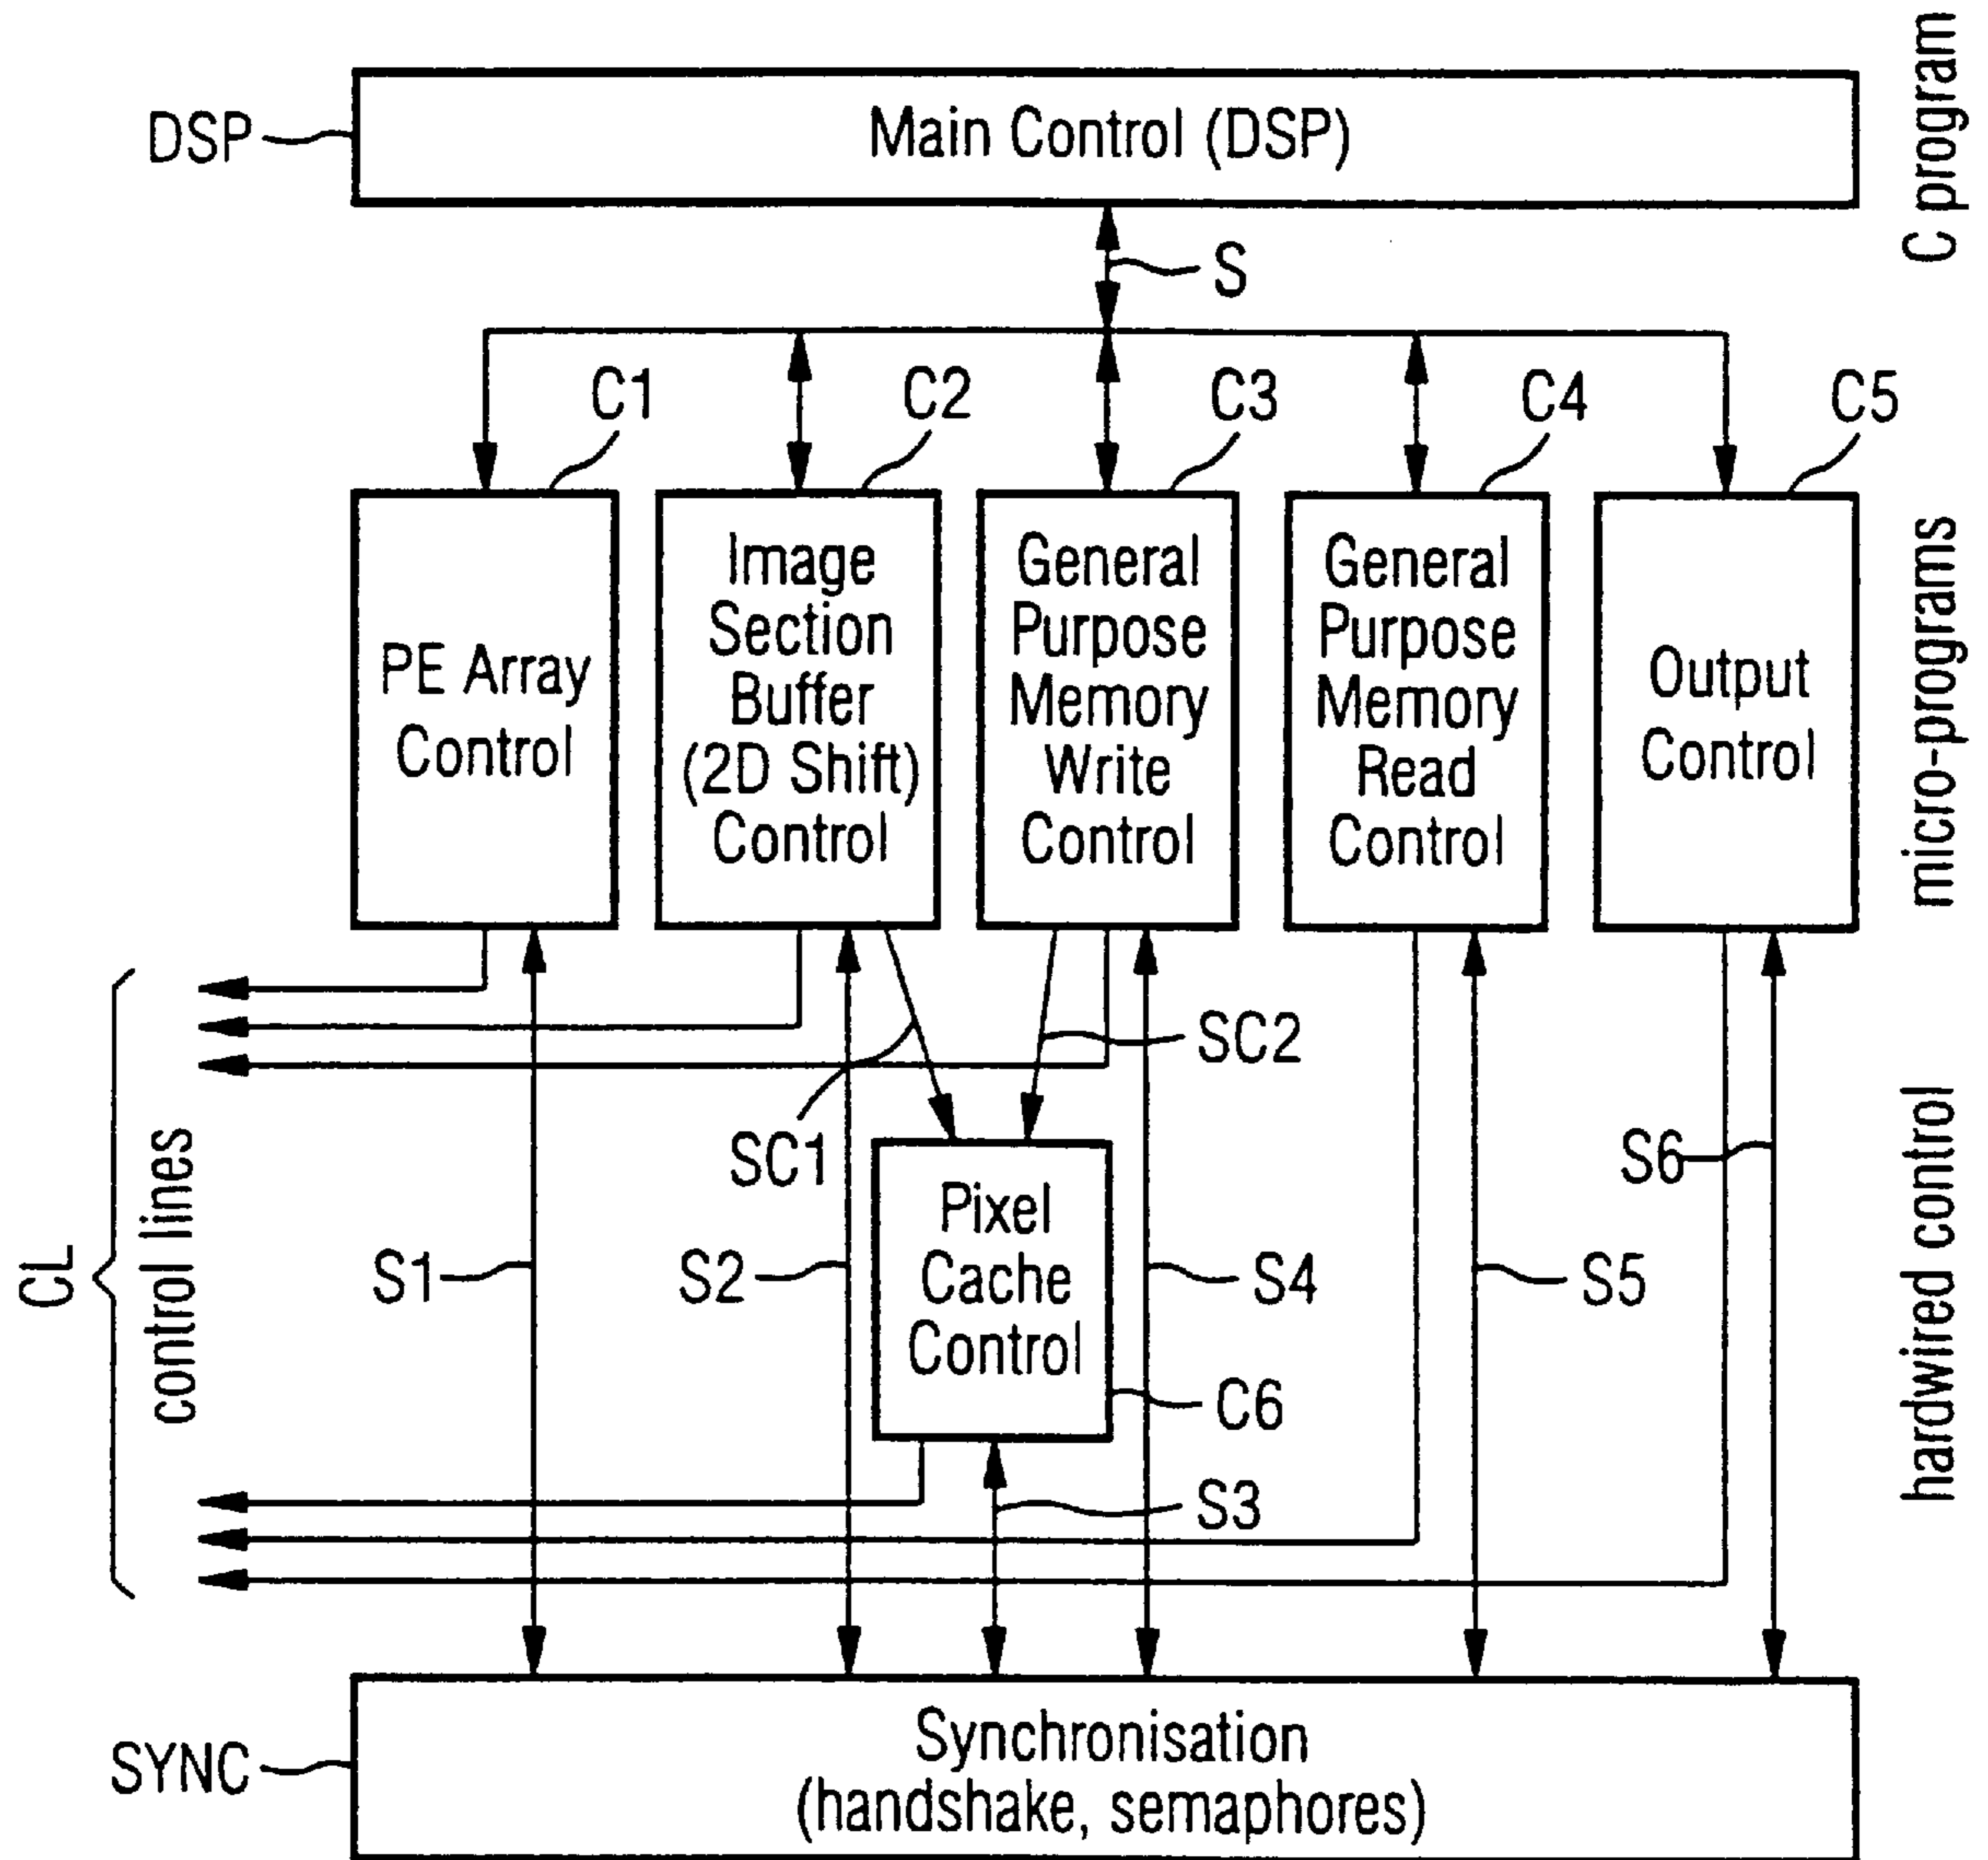 DSP
Main Control (DSP)
C program
S
C1
C2
C3
C4
C5
PE Array
Control
Image
Section
Buffer
(2D Shift)
Control
General
Purpose
Memory
Write
Control
General
Purpose
Memory
Read
Control
Output
Control
micro-programs
CL
control lines
SC1
SC2
S1
S2
Pixel
Cache
Control
C6
S3
S4
S5
S6
hardwired control
SYNC
Synchronisation
(handshake, semaphores)